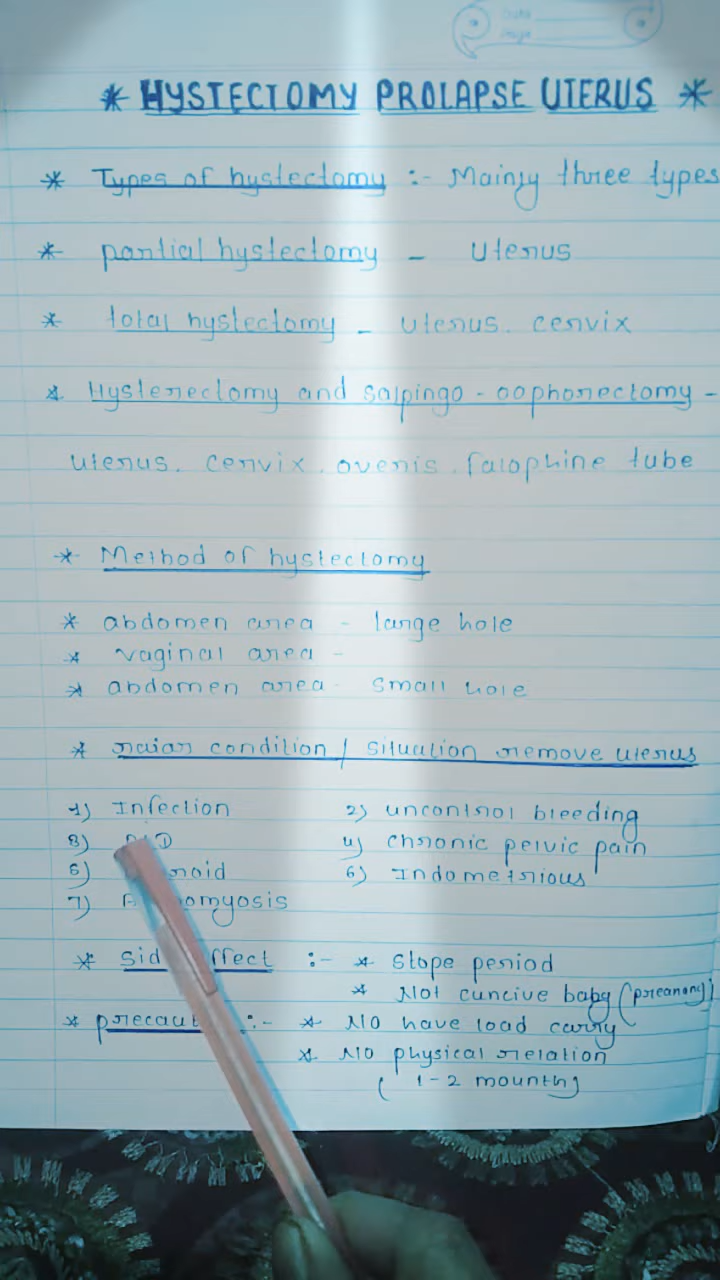 * HYSTECTOMY PROLAPSE UTERUS *
* Types of hystectomy :- Mainly three types
* partial hystectomy - Uterus
* total hystectomy - uterus. cervix
* Hysterectomy and salpingo - oophorectomy -
uterus. cervix. overis. falophine tube
* Method of hystectomy
* abdomen area - large hole
* vaginal area -
* abdomen area - small hole
* condition / situation remove uterus
1) Infection 2) uncontrol bleeding
3) 4) chronic pelvic pain
5) 6) Indometrious
7)
* :- * Stope period
* Not cuncive baby
* :- * No have load carry
* No physical relation
( 1-2 mounth)